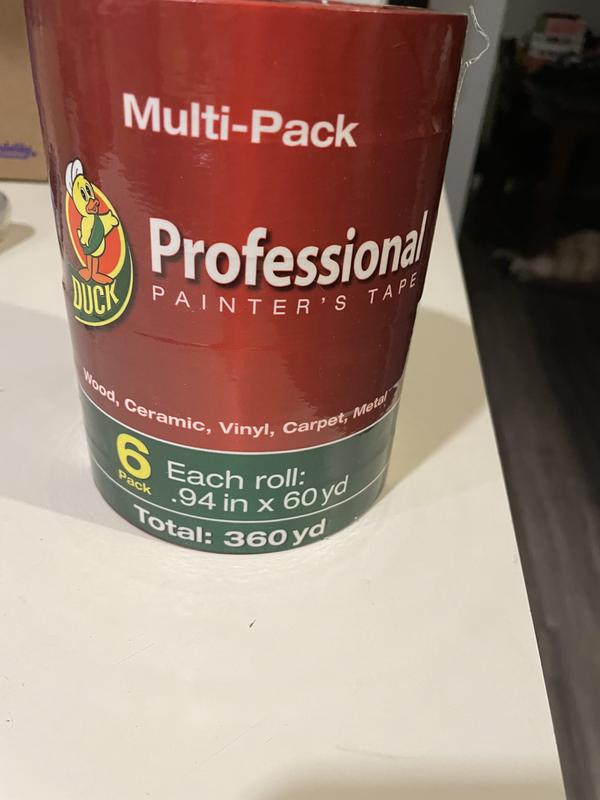 Multi-Pack
DUCK
Professional
PAINTER'S TAPE
Wood, Ceramic, Vinyl, Carpet, Metal
6
Pack
Each roll:
.94 in x 60 yd
Total: 360 yd